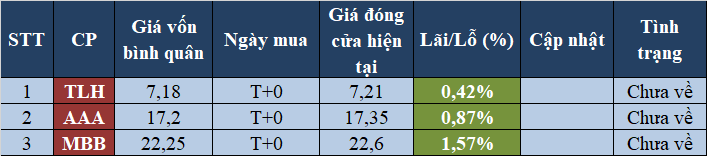 STT CP Giá vốn bình quân Ngày mua Giá đóng cửa hiện tại Lãi/Lỗ (%) Cập nhật Tình trạng
1 TLH 7,18 T+0 7,21 0,42% Chưa về
2 AAA 17,2 T+0 17,35 0,87% Chưa về
3 MBB 22,25 T+0 22,6 1,57% Chưa về